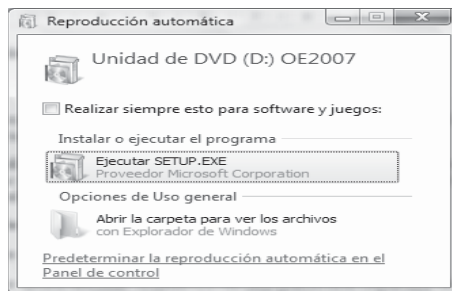 Reproducción automática
Unidad de DVD (D:) OE2007
Realizar siempre esto para software y juegos:
Instalar o ejecutar el programa
Ejecutar SETUP.EXE
Proveedor Microsoft Corporation
Opciones de Uso general
Abrir la carpeta para ver los archivos
con Explorador de Windows
Predeterminar la reproducción automática en el
Panel de control